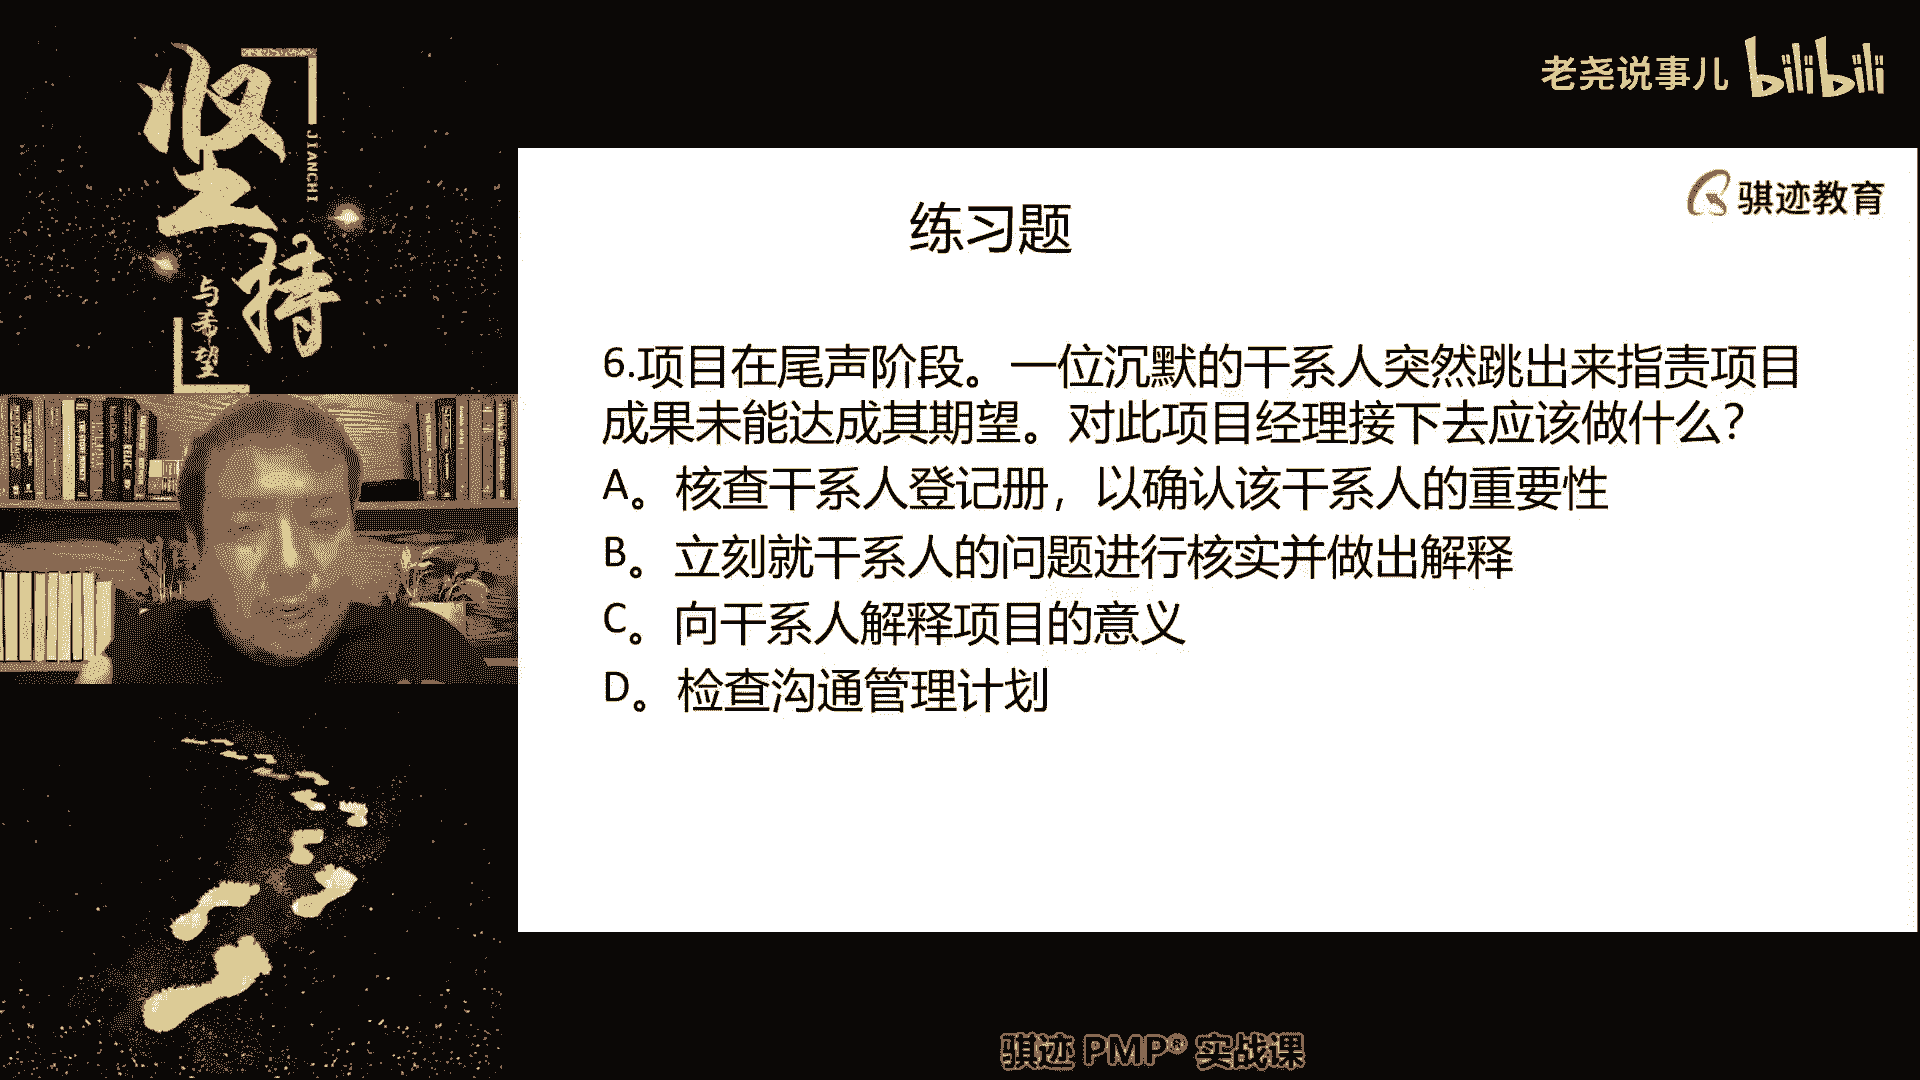 坚持
JIANCHI
与希望
老尧说事儿 bilibili
骐迹教育
练习题
6.项目在尾声阶段。一位沉默的干系人突然跳出来指责项目
成果未能达成其期望。对此项目经理接下去应该做什么?
A。核查干系人登记册，以确认该干系人的重要性
B。立刻就干系人的问题进行核实并做出解释
C。向干系人解释项目的意义
D。检查沟通管理计划
骐迹 PMP® 实战课